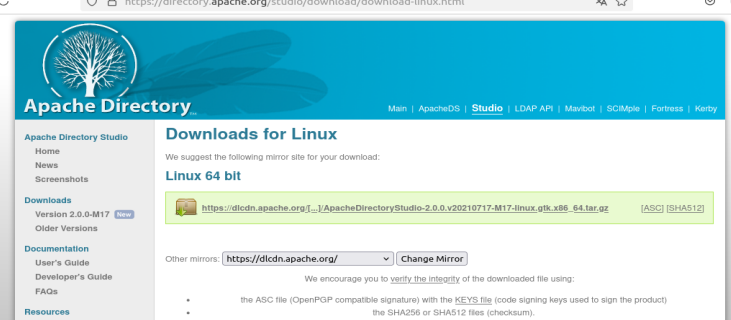 https://directory.apache.org/studio/download/download-linux.html
Apache Directory
Main | ApacheDS | Studio | LDAP API | Mavibot | SCIMple | Fortress | Kerby
Apache Directory Studio
Home
News
Screenshots
Downloads
Version 2.0.0-M17 New
Older Versions
Documentation
User's Guide
Developer's Guide
FAQs
Resources
Downloads for Linux
We suggest the following mirror site for your download:
Linux 64 bit
https://dlcdn.apache.org/[...]/ApacheDirectoryStudio-2.0.0.v20210717-M17-linux.gtk.x86_64.tar.gz [ASC] [SHA512]
Other mirrors: https://dlcdn.apache.org/ Change Mirror
We encourage you to verify the integrity of the downloaded file using:
• the ASC file (OpenPGP compatible signature) with the KEYS file (code signing keys used to sign the product)
• the SHA256 or SHA512 files (checksum).